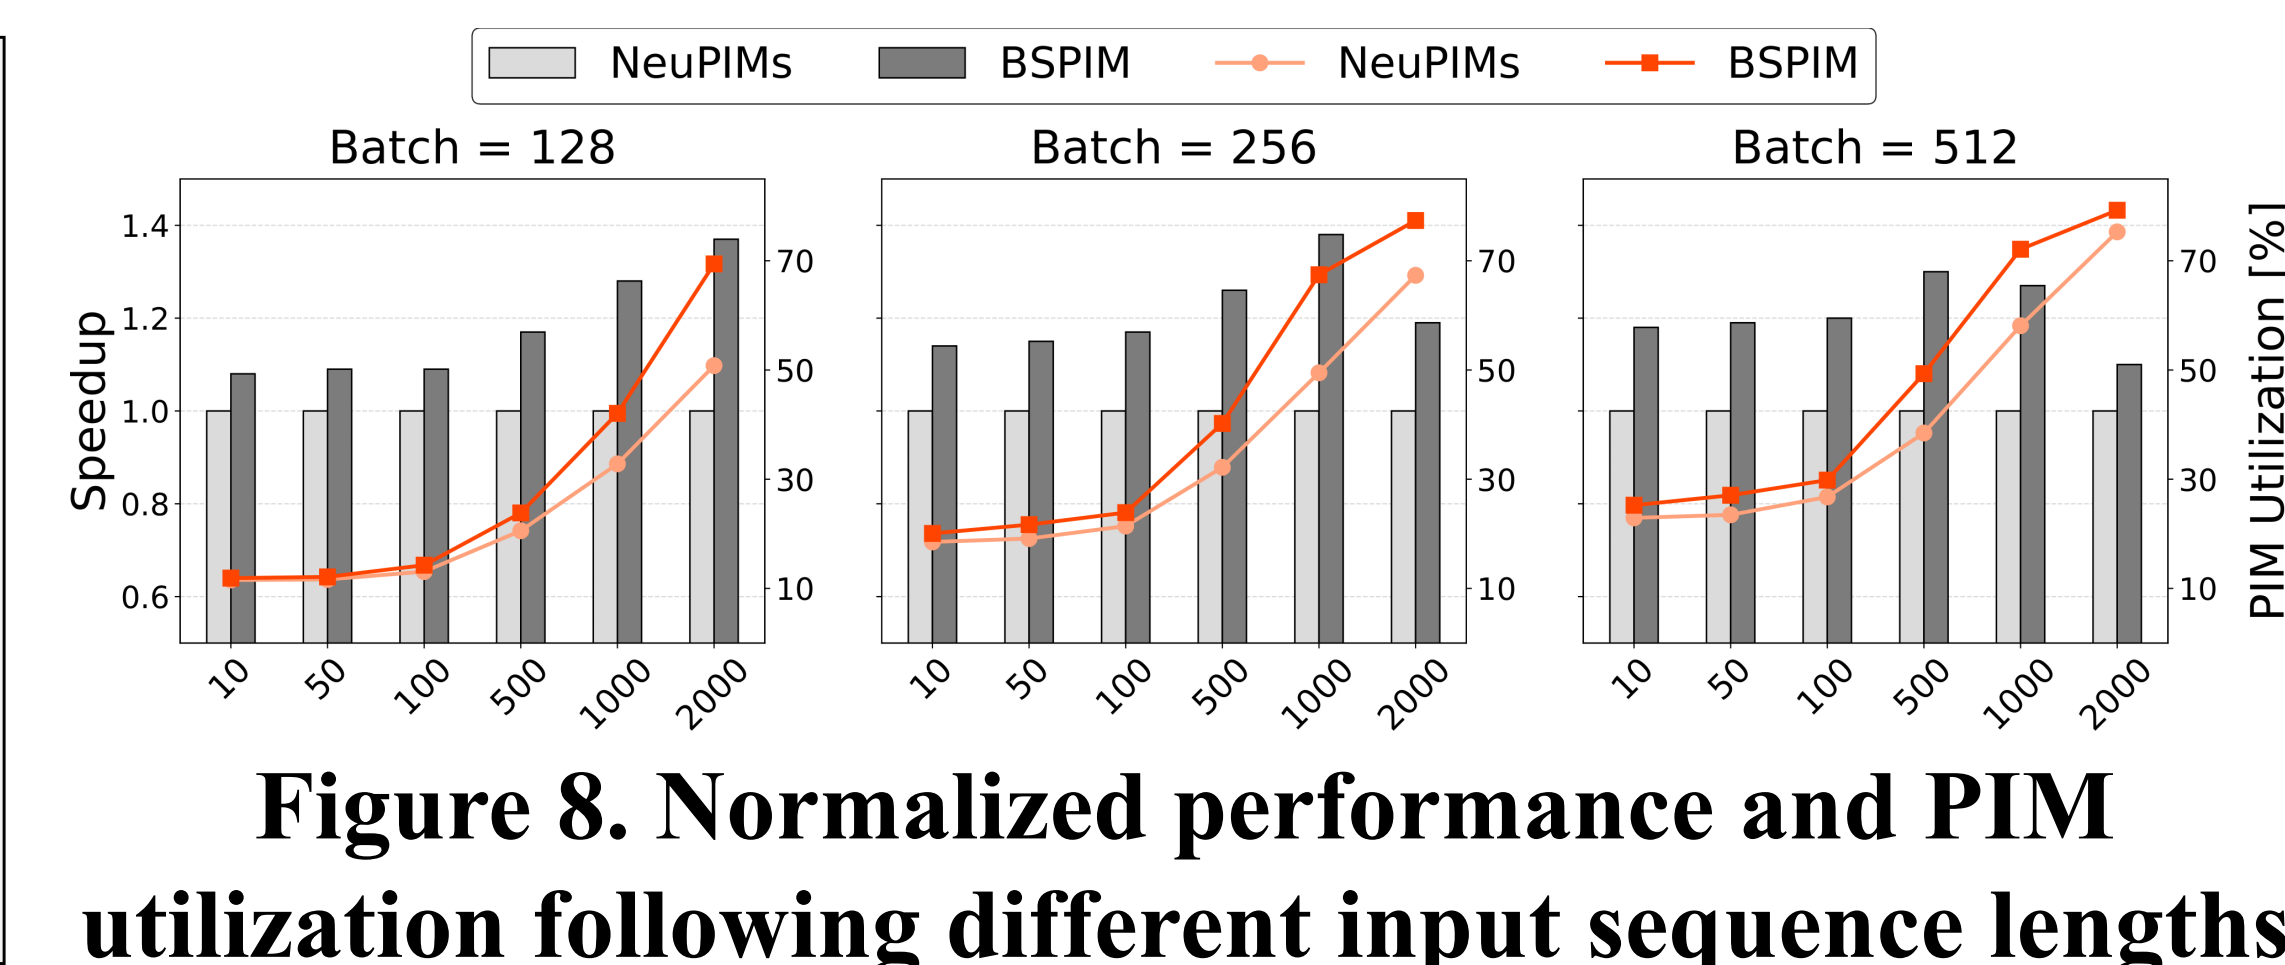 NeuPIMs BSPIM NeuPIMs BSPIM
Batch = 128 Batch = 256 Batch = 512
Speedup
1.4
1.2
1.0
0.8
0.6
70
50
30
10
10 50 100 500 1000 2000
70
50
30
10
10 50 100 500 1000 2000
70
50
30
10
10 50 100 500 1000 2000
PIM Utilization [%]
Figure 8. Normalized performance and PIM
utilization following different input sequence lengths